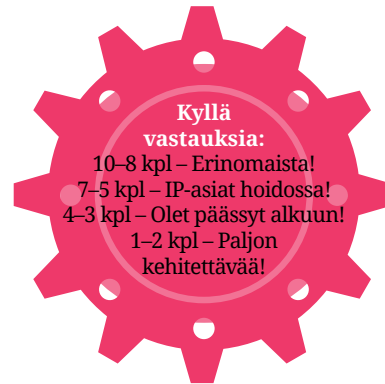 Kyllä
vastauksia:
10–8 kpl – Erinomaista!
7–5 kpl – IP-asiat hoidossa!
4–3 kpl – Olet päässyt alkuun!
1–2 kpl – Paljon
kehitettävää!